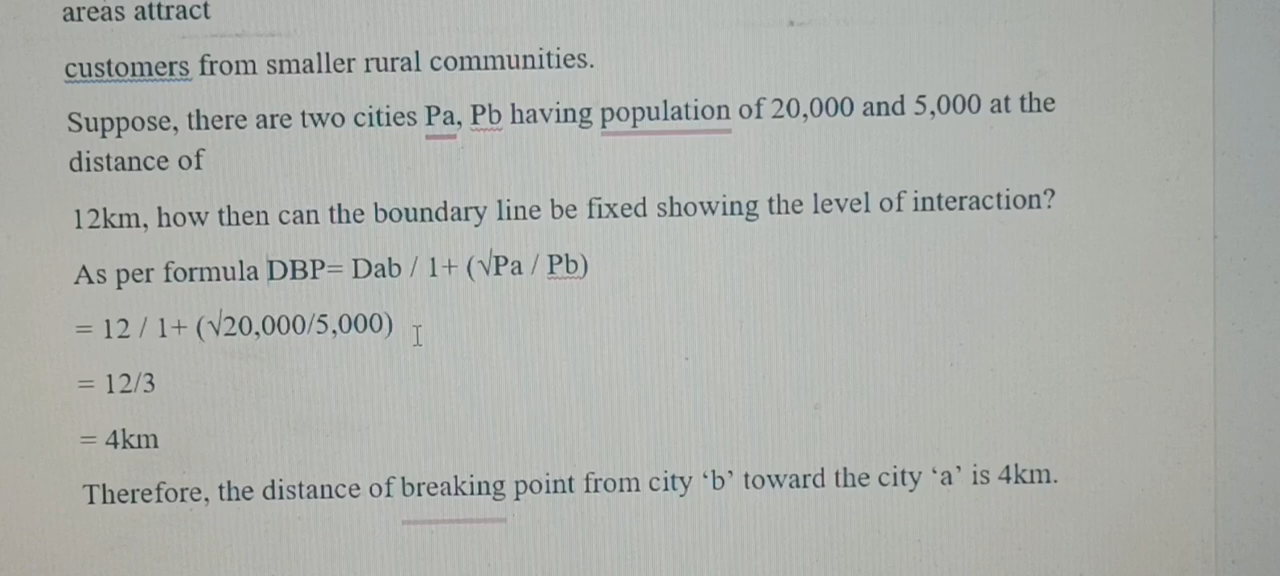 areas attract
customers from smaller rural communities.
Suppose, there are two cities Pa, Pb having population of 20,000 and 5,000 at the
distance of
12km, how then can the boundary line be fixed showing the level of interaction?
As per formula DBP= Dab / 1+ (√Pa / Pb)
= 12 / 1+ (√20,000/5,000)
= 12/3
= 4km
Therefore, the distance of breaking point from city ‘b’ toward the city ‘a’ is 4km.